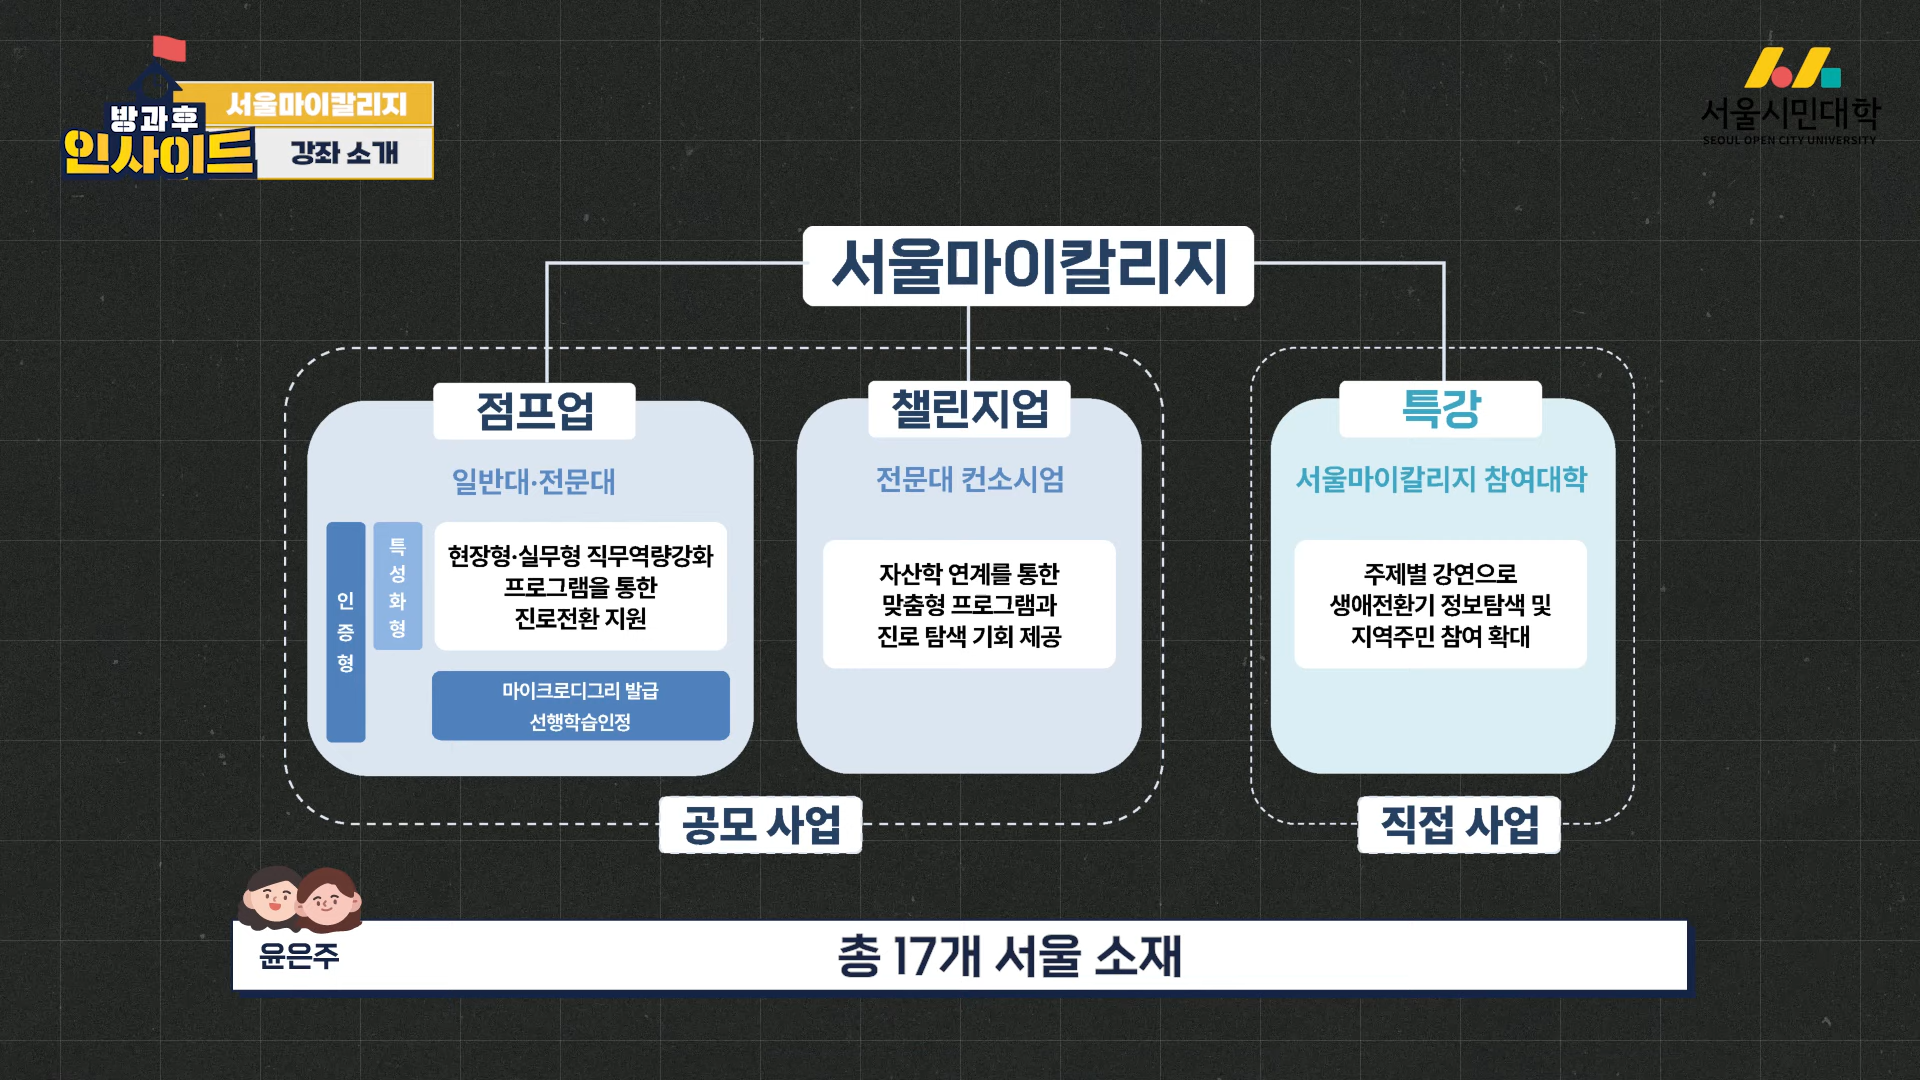 방과후
인사이드
서울마이칼리지
강좌 소개
서울시민대학
SEOUL OPEN CITY UNIVERSITY
서울마이칼리지
점프업
일반대·전문대
인증형
특성화형
현장형·실무형 직무역량강화
프로그램을 통한
진로전환 지원
마이크로디그리 발급
선행학습인정
챌린지업
전문대 컨소시엄
자산학 연계를 통한
맞춤형 프로그램과
진로 탐색 기회 제공
공모 사업
특강
서울마이칼리지 참여대학
주제별 강연으로
생애전환기 정보탐색 및
지역주민 참여 확대
직접 사업
윤은주
총 17개 서울 소재